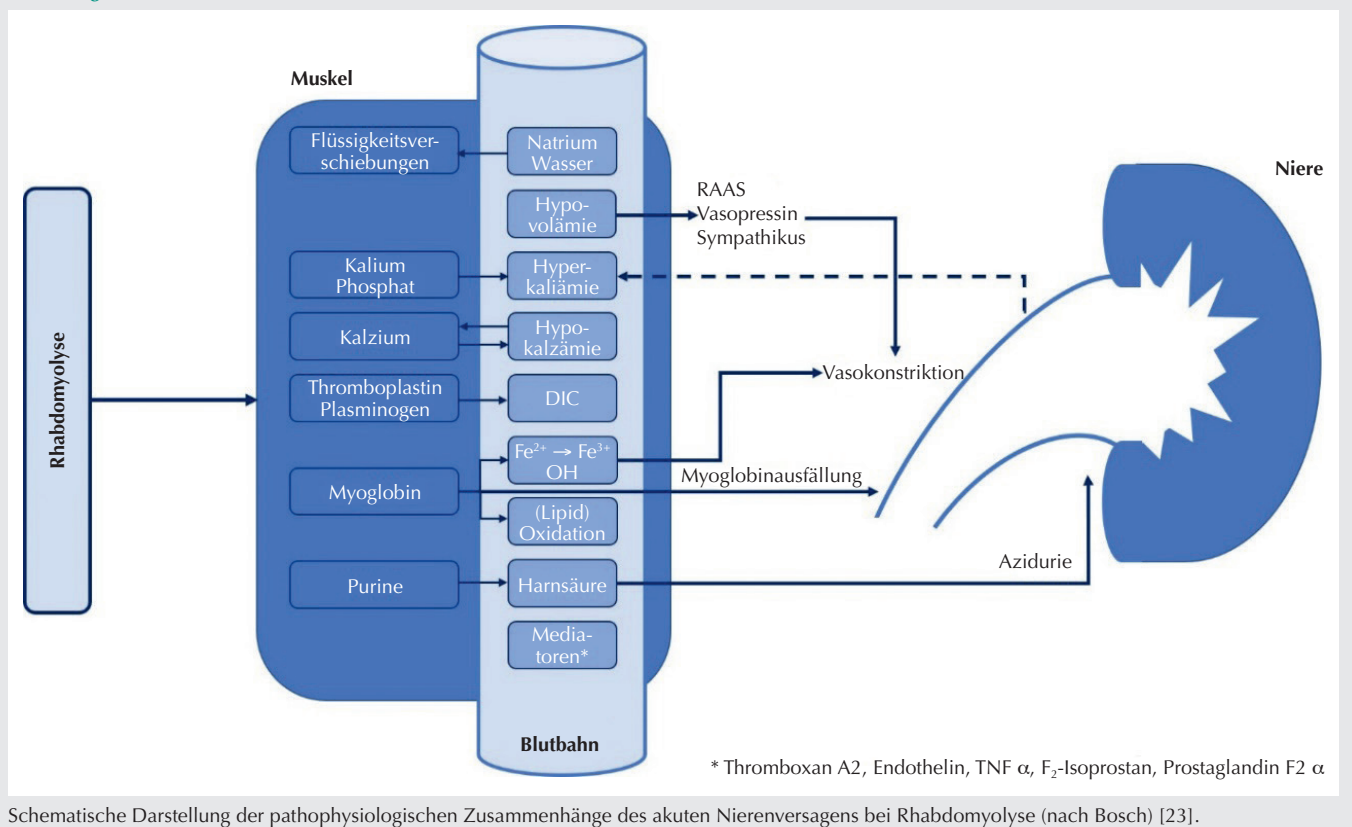 Muskel
Flüssigkeitsver-
schiebungen
Natrium
Wasser
Niere
Hypo-
volämie
RAAS
Vasopressin
Sympathikus
Kalium
Phosphat
Hyper-
kaliämie
Rhabdomyolyse
Kalzium
Hypo-
kalzämie
Vasokonstriktion
Thromboplastin
Plasminogen
DIC
Fe²⁺ → Fe³⁺
OH
Myoglobin
Myoglobinausfällung
(Lipid)
Oxidation
Purine
Harnsäure
Azidurie
Media-
toren*
Blutbahn
* Thromboxan A2, Endothelin, TNF α, F₂-Isoprostan, Prostaglandin F2 α
Schematische Darstellung der pathophysiologischen Zusammenhänge des akuten Nierenversagens bei Rhabdomyolyse (nach Bosch) [23].